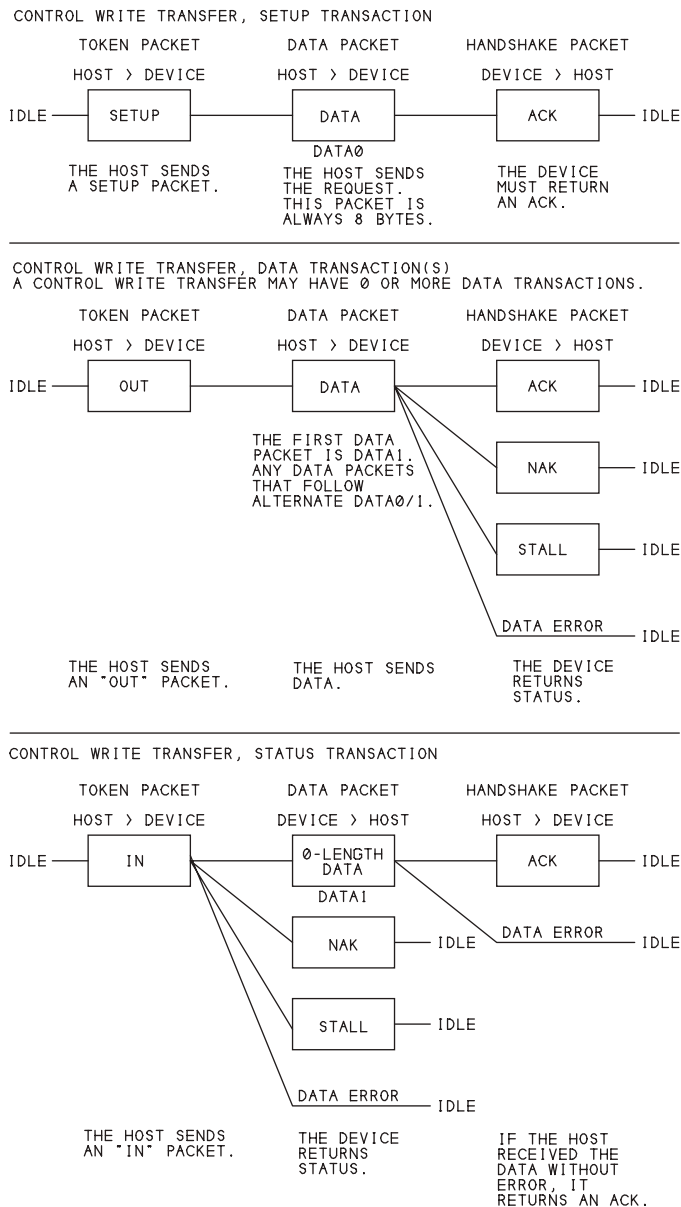 CONTROL WRITE TRANSFER, SETUP TRANSACTION
TOKEN PACKET
DATA PACKET
HANDSHAKE PACKET
HOST > DEVICE
HOST > DEVICE
DEVICE > HOST
IDLE
SETUP
DATA
ACK
IDLE
DATA0
THE HOST SENDS
A SETUP PACKET.
THE HOST SENDS
THE REQUEST.
THIS PACKET IS
ALWAYS 8 BYTES.
THE DEVICE
MUST RETURN
AN ACK.
CONTROL WRITE TRANSFER, DATA TRANSACTION(S)
A CONTROL WRITE TRANSFER MAY HAVE 0 OR MORE DATA TRANSACTIONS.
TOKEN PACKET
DATA PACKET
HANDSHAKE PACKET
HOST > DEVICE
HOST > DEVICE
DEVICE > HOST
IDLE
OUT
DATA
ACK
IDLE
THE FIRST DATA
PACKET IS DATA1.
ANY DATA PACKETS
THAT FOLLOW
ALTERNATE DATA0/1.
NAK
IDLE
STALL
IDLE
DATA ERROR
IDLE
THE HOST SENDS
AN "OUT" PACKET.
THE HOST SENDS
DATA.
THE DEVICE
RETURNS
STATUS.
CONTROL WRITE TRANSFER, STATUS TRANSACTION
TOKEN PACKET
DATA PACKET
HANDSHAKE PACKET
HOST > DEVICE
DEVICE > HOST
HOST > DEVICE
IDLE
IN
0-LENGTH
DATA
ACK
IDLE
DATA1
NAK
IDLE
DATA ERROR
IDLE
STALL
IDLE
DATA ERROR
IDLE
THE HOST SENDS
AN "IN" PACKET.
THE DEVICE
RETURNS
STATUS.
IF THE HOST
RECEIVED THE
DATA WITHOUT
ERROR, IT
RETURNS AN ACK.